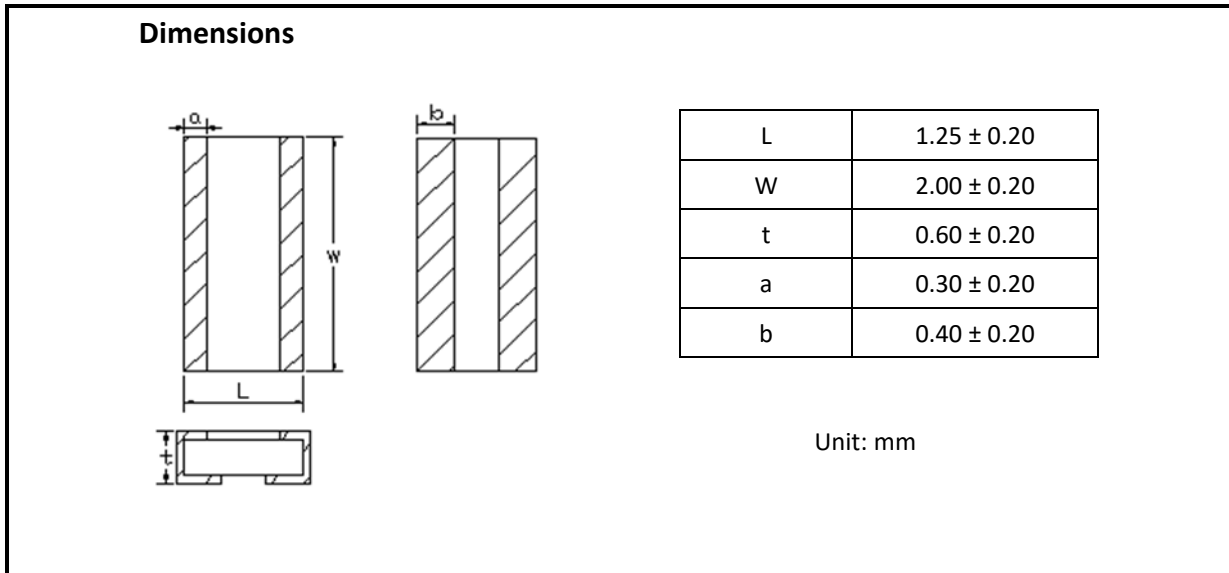 Dimensions
a
b
W
L
t
L 1.25 ± 0.20
W 2.00 ± 0.20
t 0.60 ± 0.20
a 0.30 ± 0.20
b 0.40 ± 0.20
Unit: mm